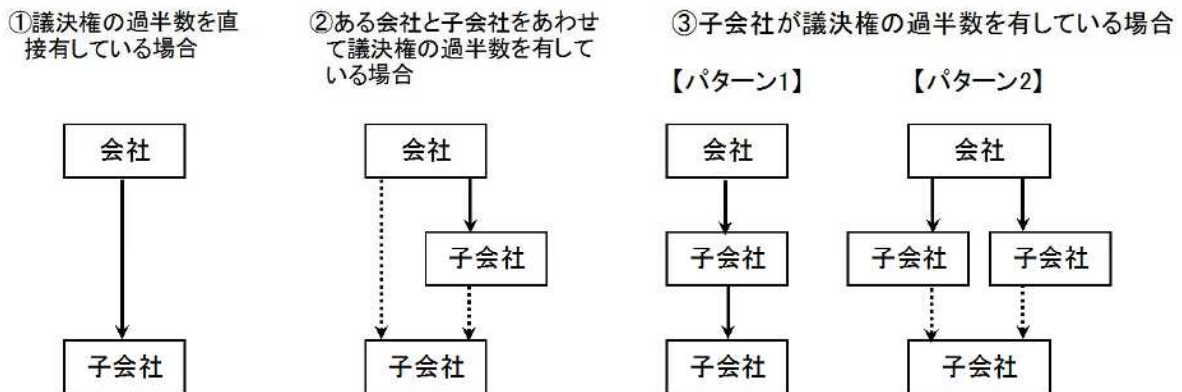 ①議決権の過半数を直
接有している場合
②ある会社と子会社をあわせ
て議決権の過半数を有して
いる場合
③子会社が議決権の過半数を有している場合
【パターン1】
【パターン2】
会社
子会社
会社
子会社
子会社
会社
子会社
子会社
会社
子会社
子会社
子会社